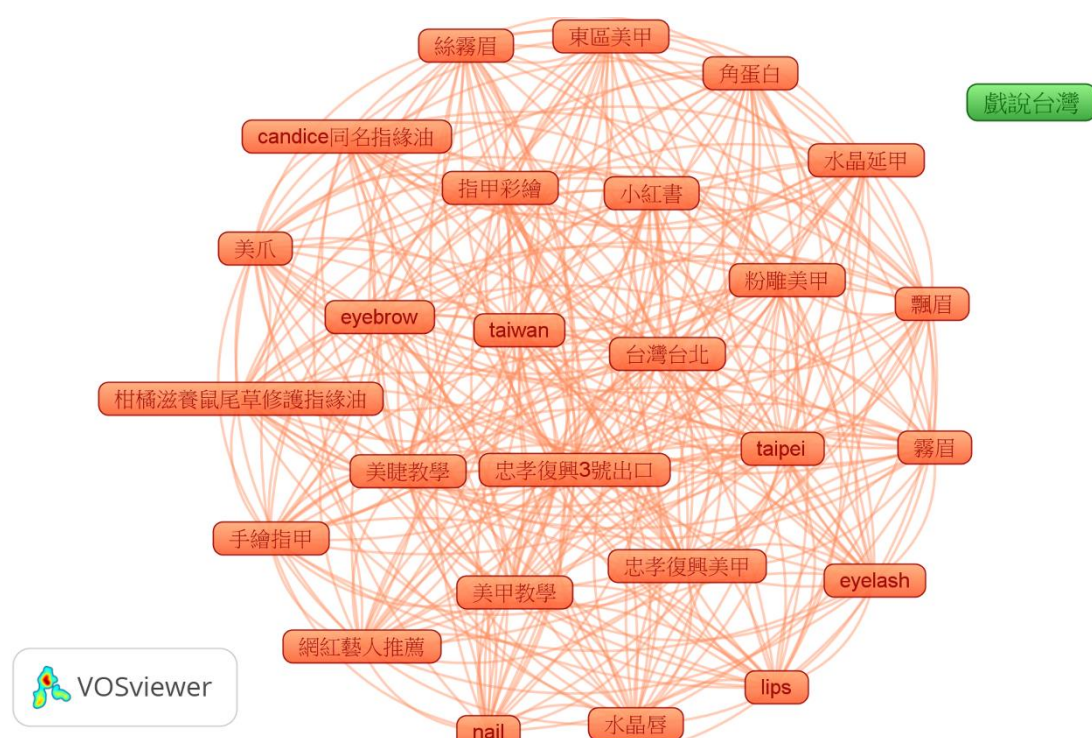 絲霧眉
東區美甲
角蛋白
戲說台灣
candice同名指緣油
水晶延甲
指甲彩繪
小紅書
美爪
粉雕美甲
飄眉
eyebrow
taiwan
台灣台北
柑橘滋養鼠尾草修護指緣油
taipei
霧眉
美睫教學
忠孝復興3號出口
手繪指甲
忠孝復興美甲
eyelash
美甲教學
網紅藝人推薦
lips
VOSviewer
nail
水晶唇